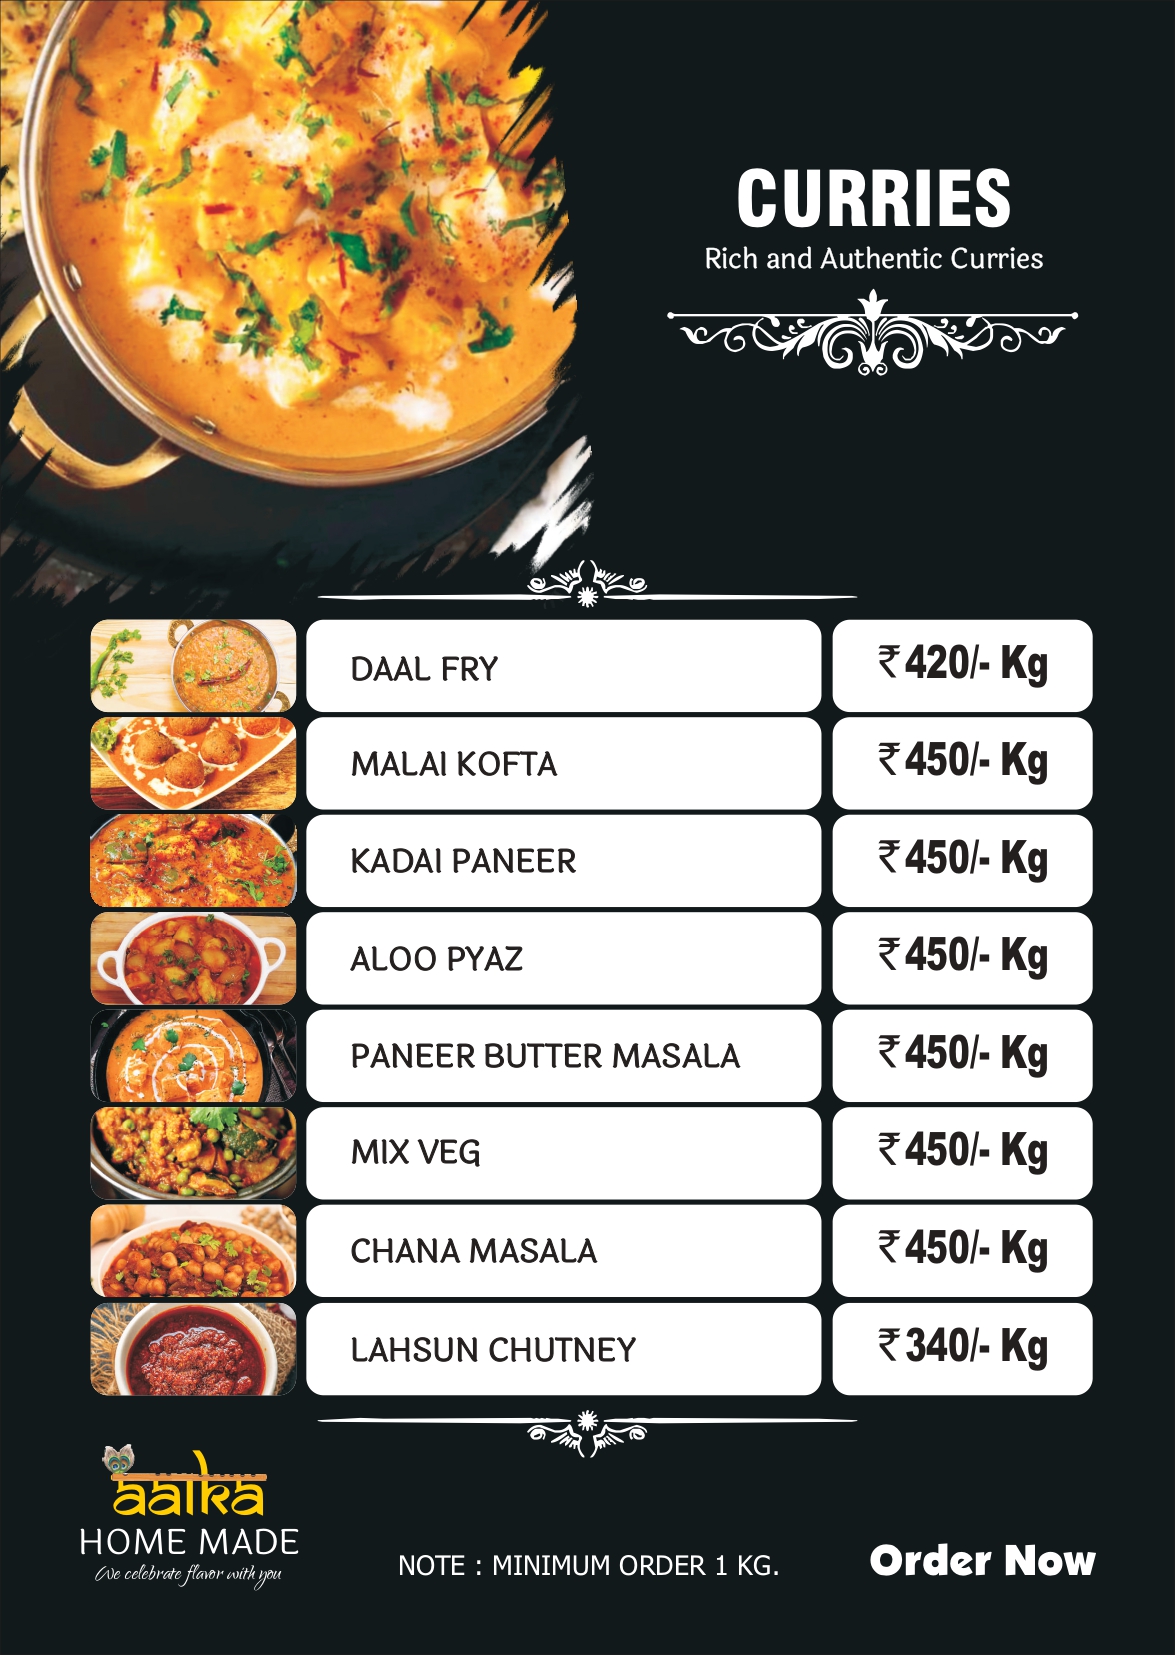 CURRIES
Rich and Authentic Curries
DAAL FRY ₹420/- Kg
MALAI KOFTA ₹450/- Kg
KADAI PANEER ₹450/- Kg
ALOO PYAZ ₹450/- Kg
PANEER BUTTER MASALA ₹450/- Kg
MIX VEG ₹450/- Kg
CHANA MASALA ₹450/- Kg
LAHSUN CHUTNEY ₹340/- Kg
aaika
HOME MADE
We celebrate flavor with you
NOTE : MINIMUM ORDER 1 KG.
Order Now